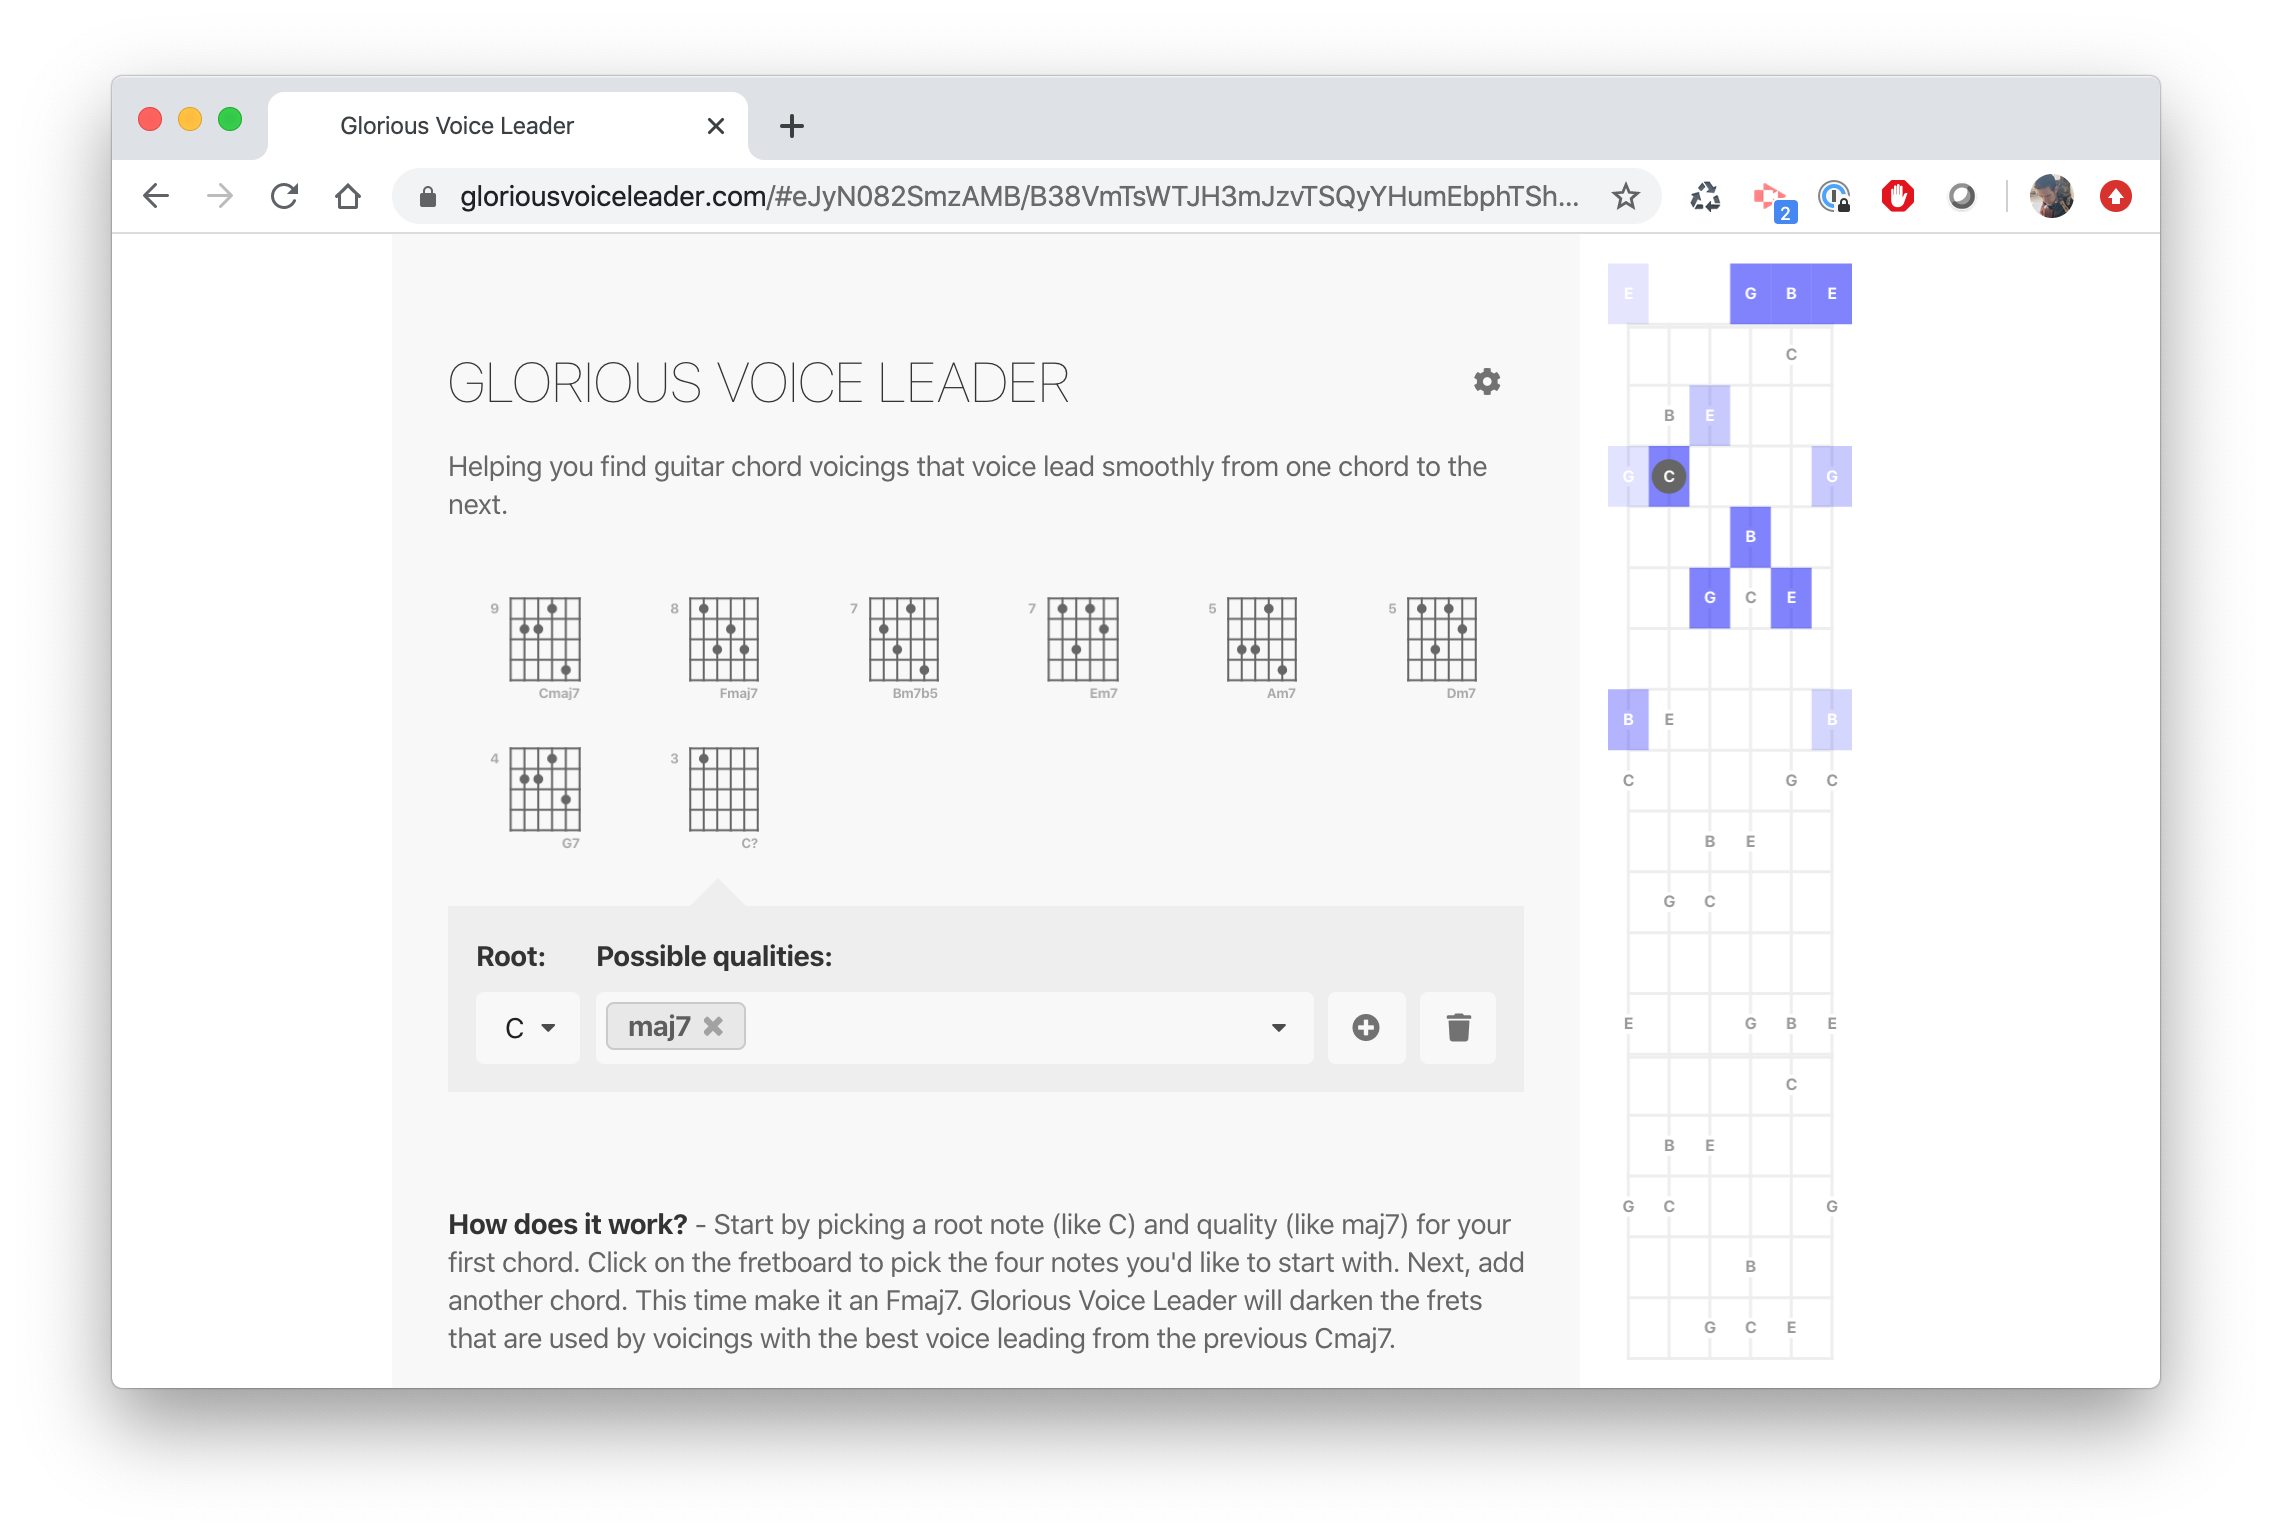 Glorious Voice Leader
gloriousvoiceleader.com/#eJyN082SmzAMB/B38VmTsWTJH3mJzvTSQyYHumEbphTSh...
2
GLORIOUS VOICE LEADER
Helping you find guitar chord voicings that voice lead smoothly from one chord to the
next.
9 8 7 7 5 5
Cmaj7 Fmaj7 Bm7b5 Em7 Am7 Dm7
4 3
G7 C?
Root: Possible qualities:
C maj7
How does it work? - Start by picking a root note (like C) and quality (like maj7) for your
first chord. Click on the fretboard to pick the four notes you'd like to start with. Next, add
another chord. This time make it an Fmaj7. Glorious Voice Leader will darken the frets
that are used by voicings with the best voice leading from the previous Cmaj7.
E G B E
C
B E
G C G
B
G C E
B E B
C G C
B E
G C
E G B E
C
B E
G C G
B
G C E